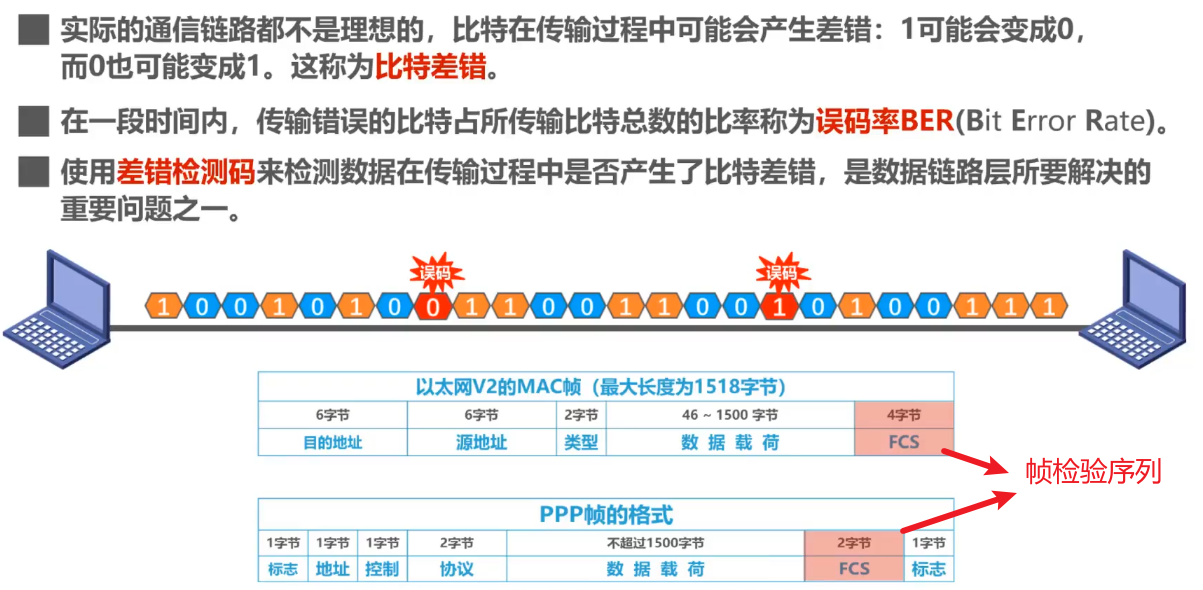 实际的通信链路都不是理想的，比特在传输过程中可能会产生差错：1可能会变成0，
而0也可能变成1。这称为比特差错。
在一段时间内，传输错误的比特占所传输比特总数的比率称为误码率BER(Bit Error Rate)。
使用差错检测码来检测数据在传输过程中是否产生了比特差错，是数据链路层所要解决的
重要问题之一。
误码 误码
1 0 0 1 0 1 0 0 1 1 0 0 1 1 0 0 1 0 1 0 0 1 1 1
以太网V2的MAC帧（最大长度为1518字节）
6字节 6字节 2字节 46 ~ 1500 字节 4字节
目的地址 源地址 类型 数 据 载 荷 FCS
帧检验序列
PPP帧的格式
1字节 1字节 1字节 2字节 不超过1500字节 2字节 1字节
标志 地址 控制 协议 数 据 载 荷 FCS 标志